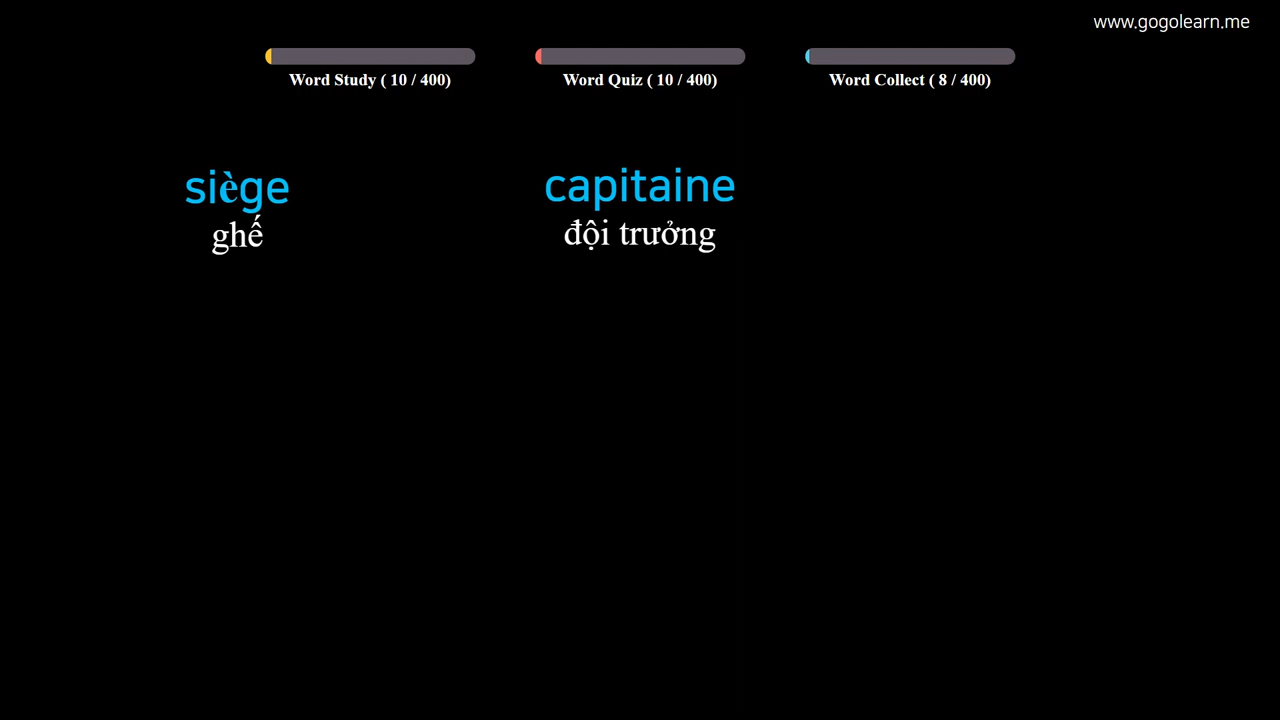 www.gogolearn.me
Word Study ( 10 / 400)
Word Quiz ( 10 / 400)
Word Collect ( 8 / 400)
siège
ghế
capitaine
đội trưởng